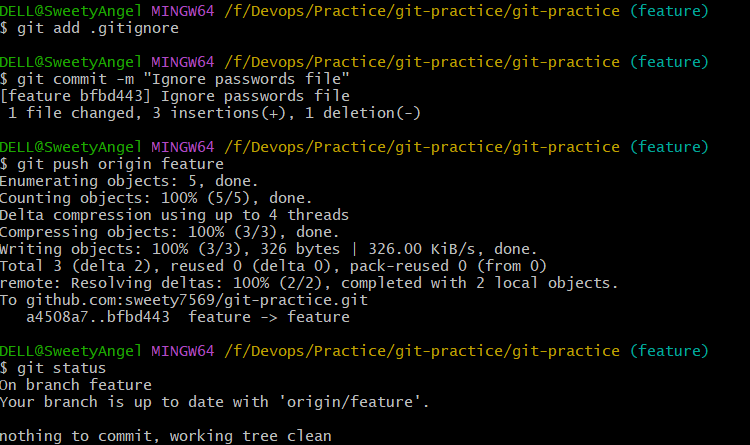 DELL@SweetyAngel MINGW64 /f/Devops/Practice/git-practice/git-practice (feature)
$ git add .gitignore

DELL@SweetyAngel MINGW64 /f/Devops/Practice/git-practice/git-practice (feature)
$ git commit -m "Ignore passwords file"
[feature bfbd443] Ignore passwords file
 1 file changed, 3 insertions(+), 1 deletion(-)

DELL@SweetyAngel MINGW64 /f/Devops/Practice/git-practice/git-practice (feature)
$ git push origin feature
Enumerating objects: 5, done.
Counting objects: 100% (5/5), done.
Delta compression using up to 4 threads
Compressing objects: 100% (3/3), done.
Writing objects: 100% (3/3), 326 bytes | 326.00 KiB/s, done.
Total 3 (delta 2), reused 0 (delta 0), pack-reused 0 (from 0)
remote: Resolving deltas: 100% (2/2), completed with 2 local objects.
To github.com:sweety7569/git-practice.git
   a4508a7..bfbd443  feature -> feature

DELL@SweetyAngel MINGW64 /f/Devops/Practice/git-practice/git-practice (feature)
$ git status
On branch feature
Your branch is up to date with 'origin/feature'.

nothing to commit, working tree clean